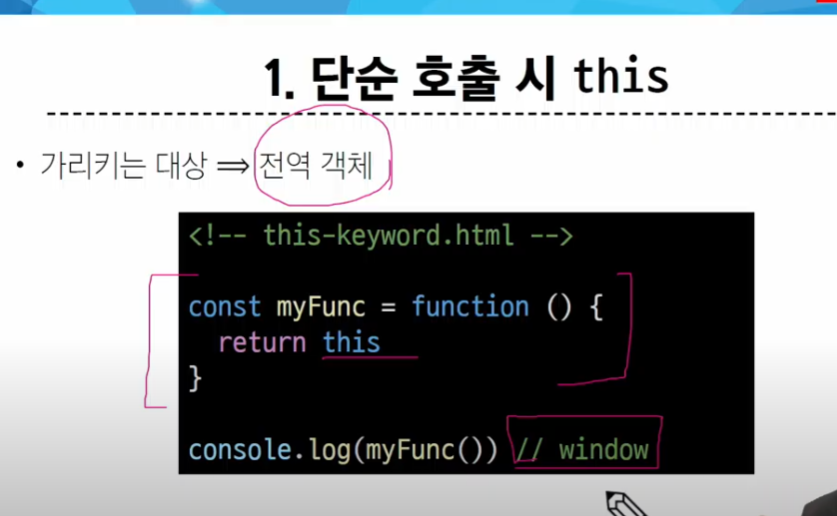 1. 단순 호출 시 this
• 가리키는 대상 ⟹ 전역 객체
<!-- this-keyword.html -->
const myFunc = function () {
  return this
}
console.log(myFunc()) // window